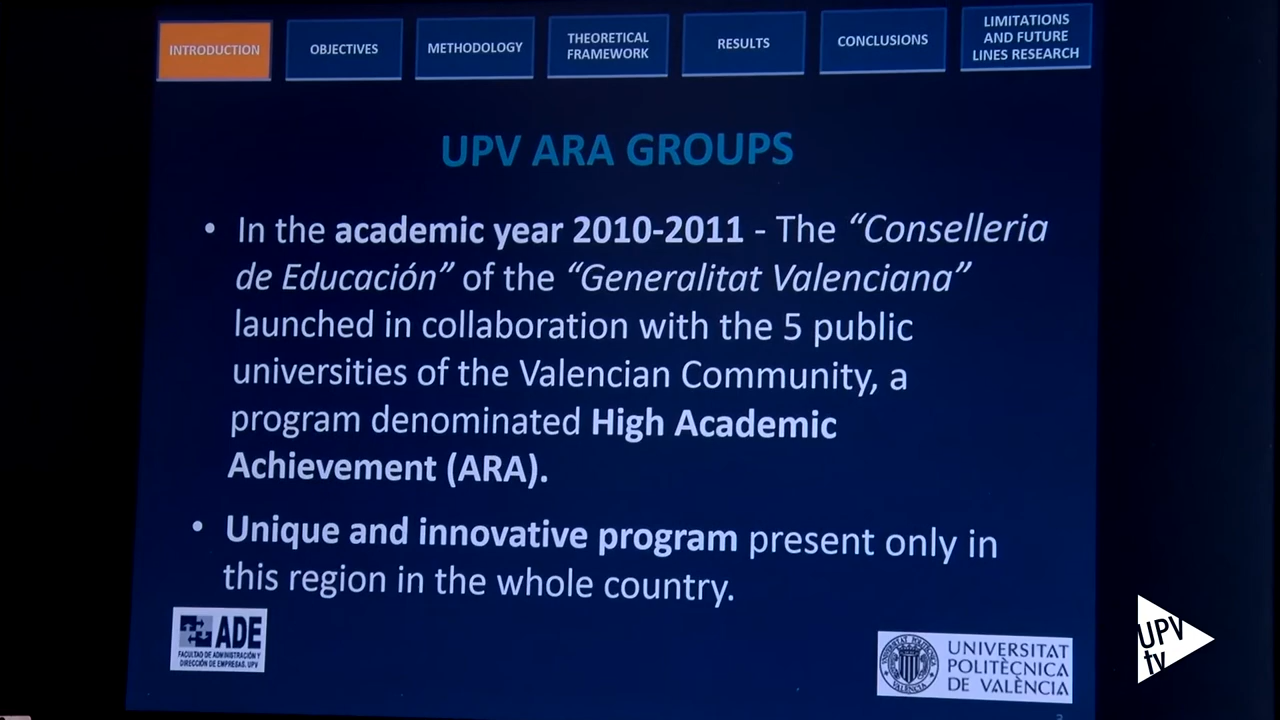 INTRODUCTION
OBJECTIVES
METHODOLOGY
THEORETICAL
FRAMEWORK
RESULTS
CONCLUSIONS
LIMITATIONS
AND FUTURE
LINES RESEARCH
UPV ARA GROUPS
• In the academic year 2010-2011 - The “Conselleria
de Educación” of the “Generalitat Valenciana”
launched in collaboration with the 5 public
universities of the Valencian Community, a
program denominated High Academic
Achievement (ARA).
• Unique and innovative program present only in
this region in the whole country.
ADE
FACULTAD DE ADMINISTRACIÓN Y
DIRECCIÓN DE EMPRESAS. UPV
UNIVERSITAT
POLITÈCNICA
DE VALÈNCIA
UPV
tv